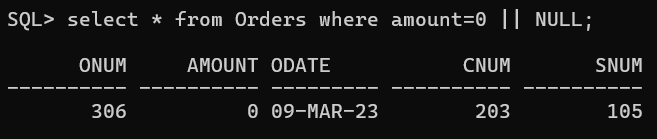 SQL> select * from Orders where amount=0 || NULL;
ONUM AMOUNT ODATE CNUM SNUM
---------- ---------- --------- ---------- ----------
306 0 09-MAR-23 203 105